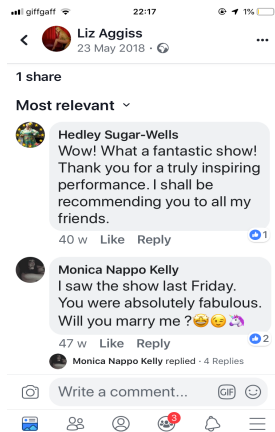 giffgaff 22:17 1%
Liz Aggiss
23 May 2018 ·
1 share
Most relevant
Hedley Sugar-Wells
Wow! What a fantastic show!
Thank you for a truly inspiring
performance. I shall be
recommending you to all my
friends.
40 w Like Reply 1
Monica Nappo Kelly
I saw the show last Friday.
You were absolutely fabulous.
Will you marry me ?🤩😉🦄
47 w Like Reply 2
Monica Nappo Kelly replied · 4 Replies
Write a comment... GIF
3